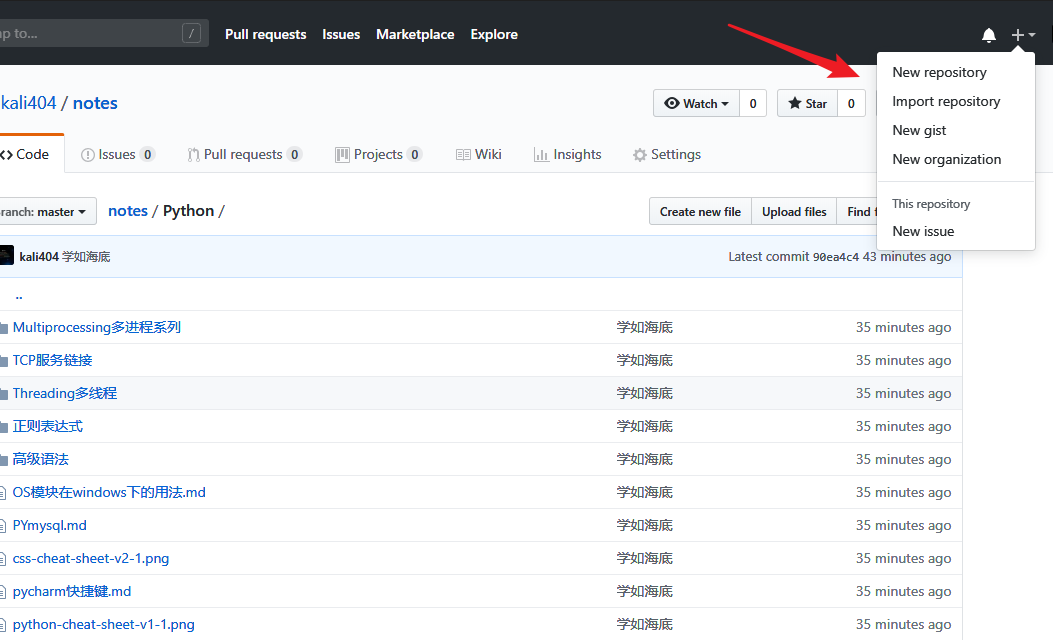 p to... /
Pull requests Issues Marketplace Explore
New repository
Import repository
New gist
New organization
This repository
New issue
kali404 / notes
Watch 0 Star 0
Code Issues 0 Pull requests 0 Projects 0 Wiki Insights Settings
ranch: master notes / Python /
Create new file Upload files Find f
kali404 学如海底 Latest commit 90ea4c4 43 minutes ago
..
Multiprocessing多进程系列 学如海底 35 minutes ago
TCP服务链接 学如海底 35 minutes ago
Threading多线程 学如海底 35 minutes ago
正则表达式 学如海底 35 minutes ago
高级语法 学如海底 35 minutes ago
OS模块在windows下的用法.md 学如海底 35 minutes ago
PYmysql.md 学如海底 35 minutes ago
css-cheat-sheet-v2-1.png 学如海底 35 minutes ago
pycharm快捷键.md 学如海底 35 minutes ago
python-cheat-sheet-v1-1.png 学如海底 35 minutes ago